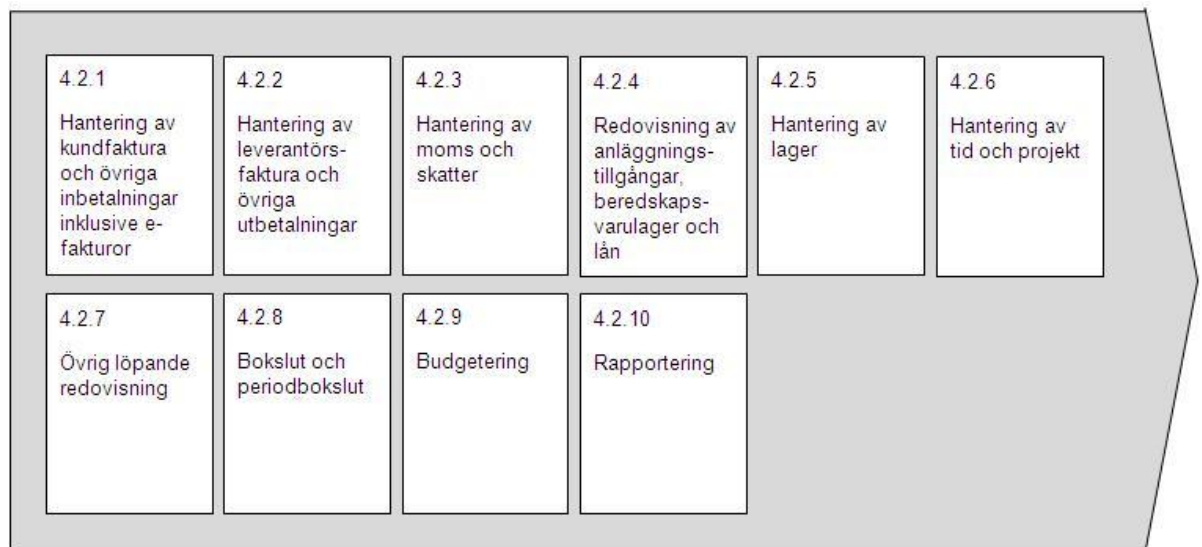 4.2.1
Hantering av
kundfaktura
och övriga
inbetalningar
inklusive e-
fakturor
4.2.2
Hantering av
leverantörs-
faktura och
övriga
utbetalningar
4.2.3
Hantering av
moms och
skatter
4.2.4
Redovisning av
anläggnings-
tillgångar,
beredskaps-
varulager och
lån
4.2.5
Hantering av
lager
4.2.6
Hantering av
tid och projekt
4.2.7
Övrig löpande
redovisning
4.2.8
Bokslut och
periodbokslut
4.2.9
Budgetering
4.2.10
Rapportering